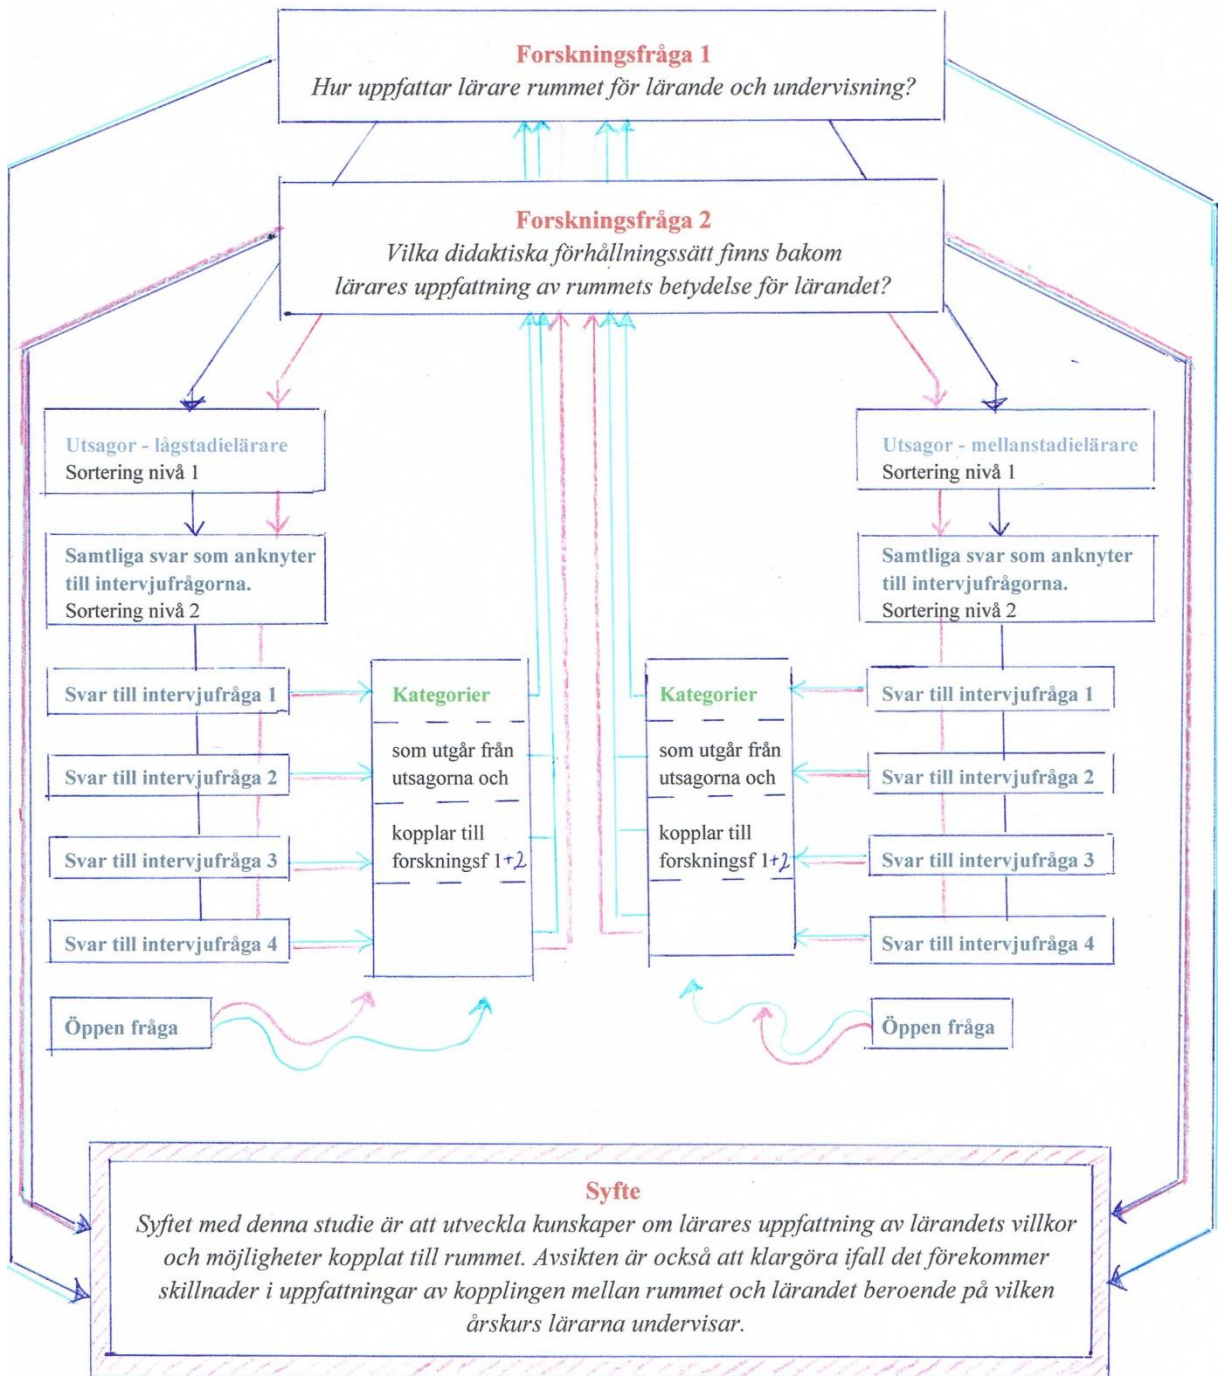 Forskningsfråga 1
Hur uppfattar lärare rummet för lärande och undervisning?
Forskningsfråga 2
Vilka didaktiska förhållningssätt finns bakom
lärares uppfattning av rummets betydelse för lärandet?
Utsagor - lågstadielärare
Sortering nivå 1
Samtliga svar som anknyter
till intervjufrågorna.
Sortering nivå 2
Svar till intervjufråga 1
Svar till intervjufråga 2
Svar till intervjufråga 3
Svar till intervjufråga 4
Öppen fråga
Kategorier
som utgår från
utsagorna och
kopplar till
forskningsf 1+2
Kategorier
som utgår från
utsagorna och
kopplar till
forskningsf 1+2
Utsagor - mellanstadielärare
Sortering nivå 1
Samtliga svar som anknyter
till intervjufrågorna.
Sortering nivå 2
Svar till intervjufråga 1
Svar till intervjufråga 2
Svar till intervjufråga 3
Svar till intervjufråga 4
Öppen fråga
Syfte
Syftet med denna studie är att utveckla kunskaper om lärares uppfattning av lärandets villkor
och möjligheter kopplat till rummet. Avsikten är också att klargöra ifall det förekommer
skillnader i uppfattningar av kopplingen mellan rummet och lärandet beroende på vilken
årskurs lärarna undervisar.